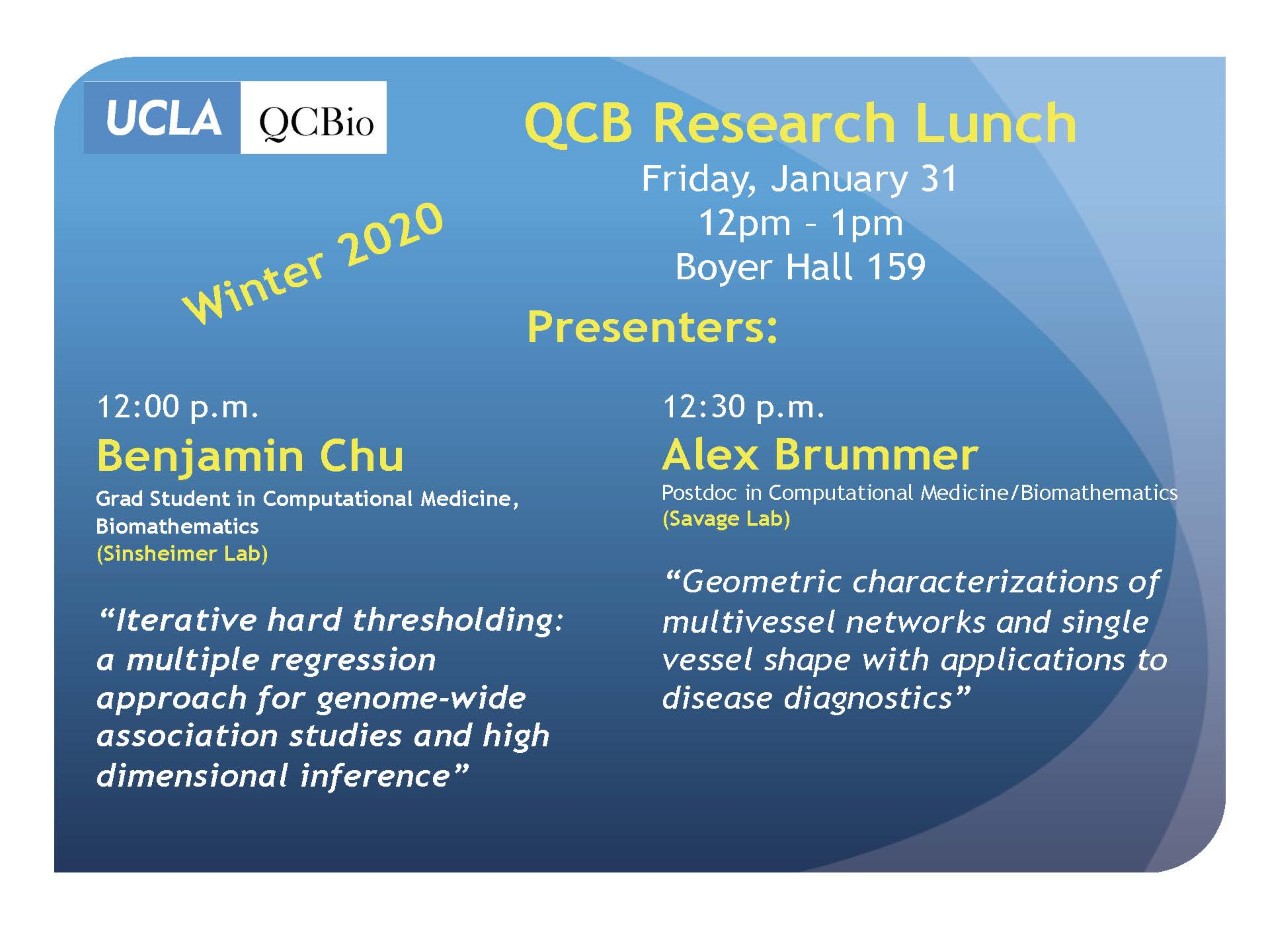 UCLA QCBio
QCB Research Lunch
Friday, January 31
12pm – 1pm
Boyer Hall 159
Winter 2020
Presenters:
12:00 p.m.
Benjamin Chu
Grad Student in Computational Medicine,
Biomathematics
(Sinsheimer Lab)
“Iterative hard thresholding:
a multiple regression
approach for genome-wide
association studies and high
dimensional inference”
12:30 p.m.
Alex Brummer
Postdoc in Computational Medicine/Biomathematics
(Savage Lab)
“Geometric characterizations of
multivessel networks and single
vessel shape with applications to
disease diagnostics”